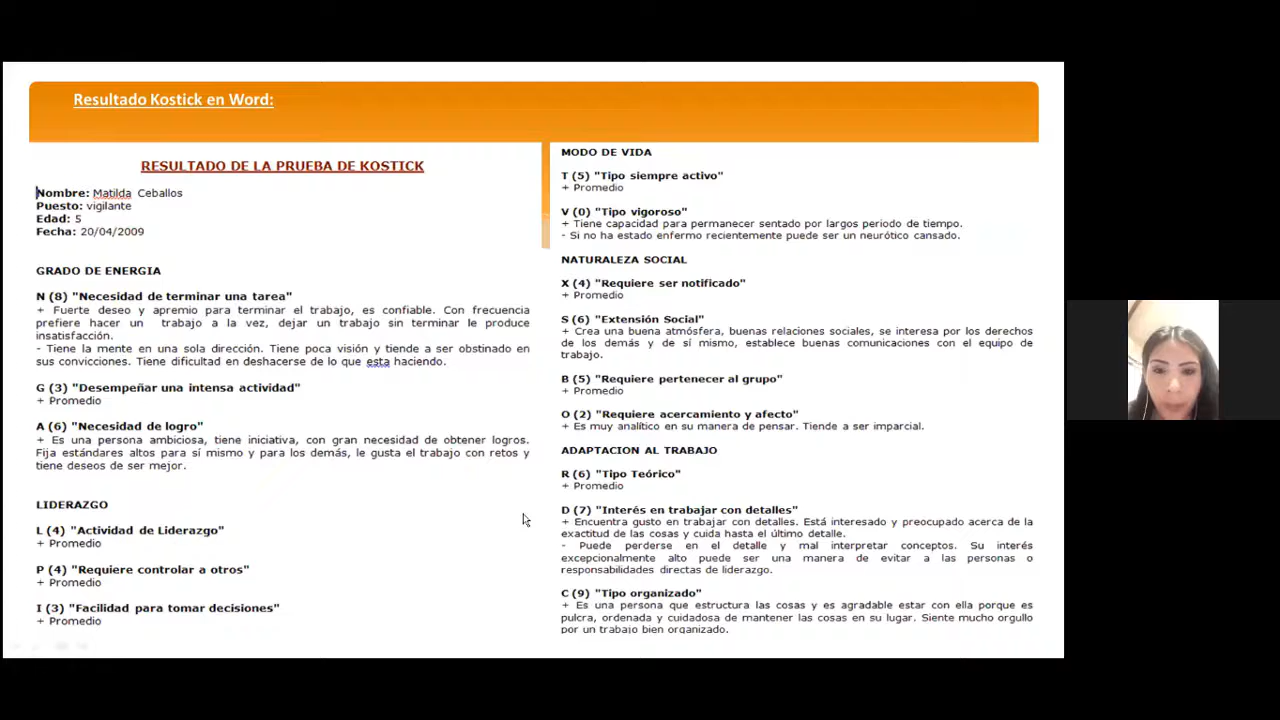 Resultado Kostick en Word:
RESULTADO DE LA PRUEBA DE KOSTICK
Nombre: Matilda Ceballos
Puesto: vigilante
Edad: 5
Fecha: 20/04/2009
GRADO DE ENERGIA
N (8) "Necesidad de terminar una tarea"
+ Fuerte deseo y apremio para terminar el trabajo, es confiable. Con frecuencia
prefiere hacer un trabajo a la vez, dejar un trabajo sin terminar le produce
insatisfacción.
- Tiene la mente en una sola dirección. Tiene poca visión y tiende a ser obstinado en
sus convicciones. Tiene dificultad en deshacerse de lo que esta haciendo.
G (3) "Desempeñar una intensa actividad"
+ Promedio
A (6) "Necesidad de logro"
+ Es una persona ambiciosa, tiene iniciativa, con gran necesidad de obtener logros.
Fija estándares altos para sí mismo y para los demás, le gusta el trabajo con retos y
tiene deseos de ser mejor.
LIDERAZGO
L (4) "Actividad de Liderazgo"
+ Promedio
P (4) "Requiere controlar a otros"
+ Promedio
I (3) "Facilidad para tomar decisiones"
+ Promedio
MODO DE VIDA
T (5) "Tipo siempre activo"
+ Promedio
V (0) "Tipo vigoroso"
+ Tiene capacidad para permanecer sentado por largos periodo de tiempo.
- Si no ha estado enfermo recientemente puede ser un neurótico cansado.
NATURALEZA SOCIAL
X (4) "Requiere ser notificado"
+ Promedio
S (6) "Extensión Social"
+ Crea una buena atmósfera, buenas relaciones sociales, se interesa por los derechos
de los demás y de sí mismo, establece buenas comunicaciones con el equipo de
trabajo.
B (5) "Requiere pertenecer al grupo"
+ Promedio
O (2) "Requiere acercamiento y afecto"
+ Es muy analítico en su manera de pensar. Tiende a ser imparcial.
ADAPTACION AL TRABAJO
R (6) "Tipo Teórico"
+ Promedio
D (7) "Interés en trabajar con detalles"
+ Encuentra gusto en trabajar con detalles. Está interesado y preocupado acerca de la
exactitud de las cosas y cuida hasta el último detalle.
- Puede perderse en el detalle y mal interpretar conceptos. Su interés
excepcionalmente alto puede ser una manera de evitar a las personas o
responsabilidades directas de liderazgo.
C (9) "Tipo organizado"
+ Es una persona que estructura las cosas y es agradable estar con ella porque es
pulcra, ordenada y cuidadosa de mantener las cosas en su lugar. Siente mucho orgullo
por un trabajo bien organizado.